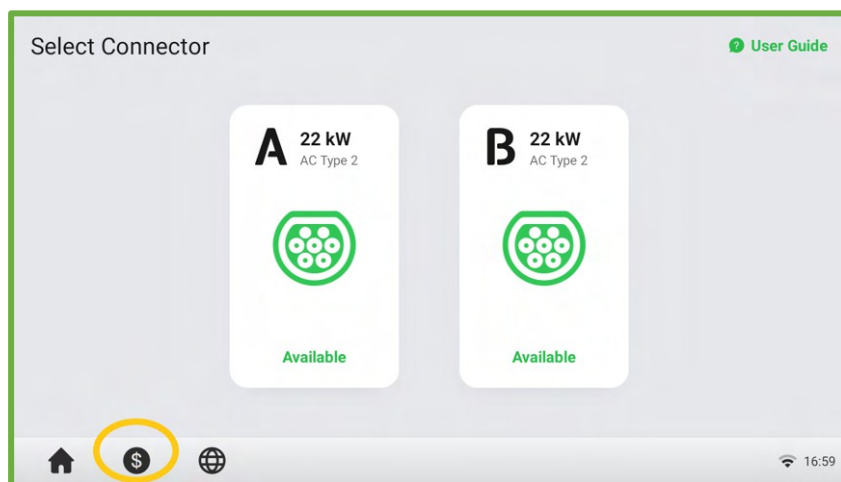 Select Connector
? User Guide
A 22 kW
AC Type 2
Available
B 22 kW
AC Type 2
Available
$
16:59